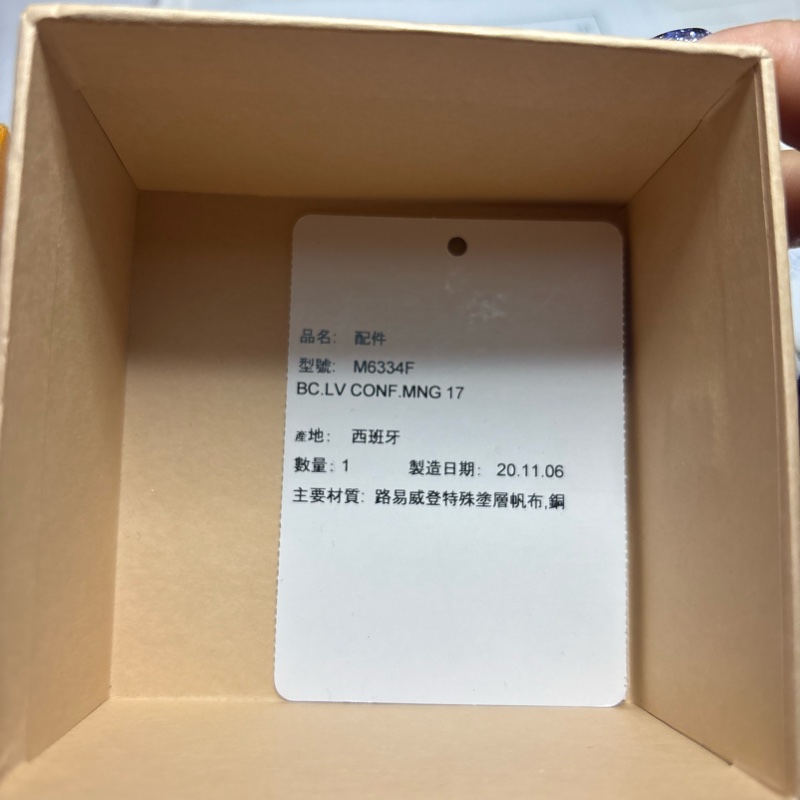 品名: 配件
型號: M6334F
BC.LV CONF.MNG 17
產地: 西班牙
數量: 1 製造日期: 20.11.06
主要材質: 路易威登特殊塗層帆布,銅